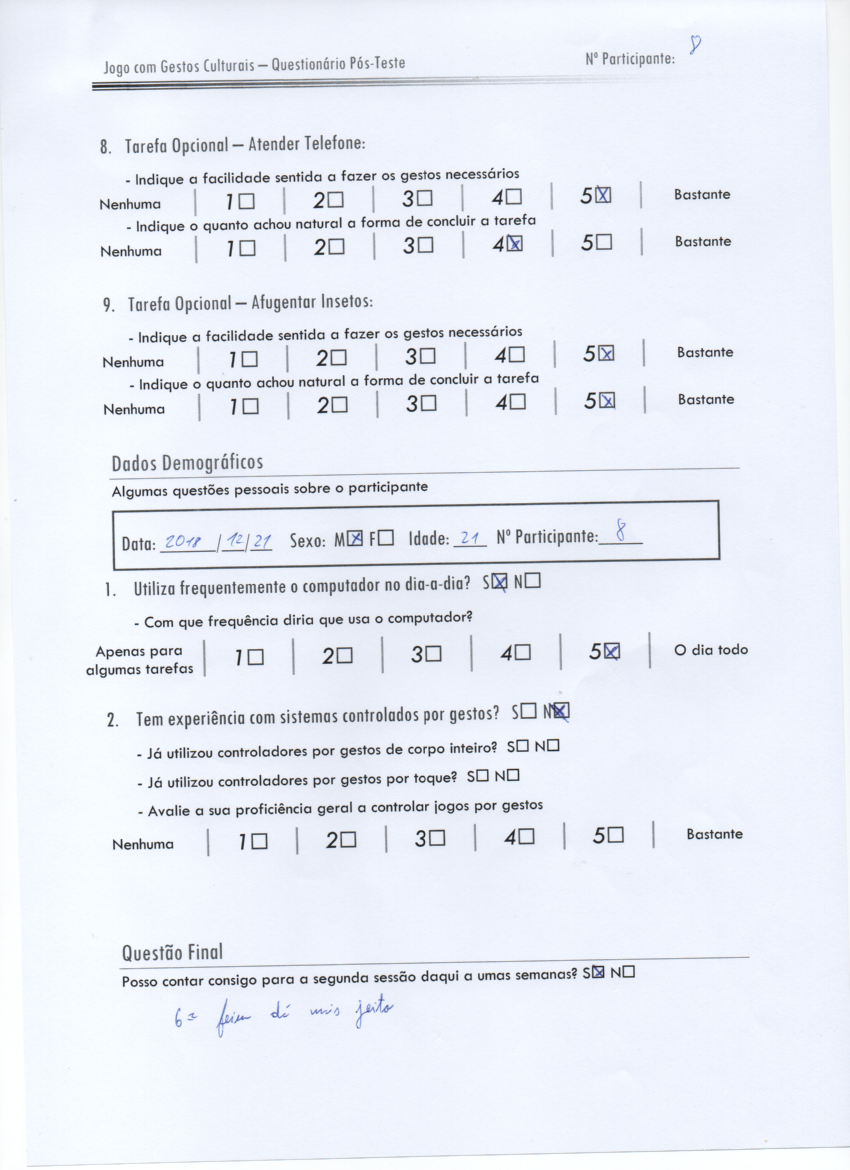 Jogo com Gestos Culturais – Questionário Pós-Teste Nº Participante: 8
8. Tarefa Opcional – Atender Telefone:
- Indique a facilidade sentida a fazer os gestos necessários
Nenhuma | 1☐ | 2☐ | 3☐ | 4☐ | 5☒ | Bastante
- Indique o quanto achou natural a forma de concluir a tarefa
Nenhuma | 1☐ | 2☐ | 3☐ | 4☒ | 5☐ | Bastante
9. Tarefa Opcional – Afugentar Insetos:
- Indique a facilidade sentida a fazer os gestos necessários
Nenhuma | 1☐ | 2☐ | 3☐ | 4☐ | 5☒ | Bastante
- Indique o quanto achou natural a forma de concluir a tarefa
Nenhuma | 1☐ | 2☐ | 3☐ | 4☐ | 5☒ | Bastante
Dados Demográficos
Algumas questões pessoais sobre o participante
Data: 2018/12/21 Sexo: M☒ F☐ Idade: 21 Nº Participante: 8
1. Utiliza frequentemente o computador no dia-a-dia? S☒ N☐
- Com que frequência diria que usa o computador?
Apenas para algumas tarefas | 1☐ | 2☐ | 3☐ | 4☐ | 5☒ | O dia todo
2. Tem experiência com sistemas controlados por gestos? S☐ N☒
- Já utilizou controladores por gestos de corpo inteiro? S☐ N☐
- Já utilizou controladores por gestos por toque? S☐ N☐
- Avalie a sua proficiência geral a controlar jogos por gestos
Nenhuma | 1☐ | 2☐ | 3☐ | 4☐ | 5☐ | Bastante
Questão Final
Posso contar consigo para a segunda sessão daqui a umas semanas? S☒ N☐
6ª feira dá mais jeito